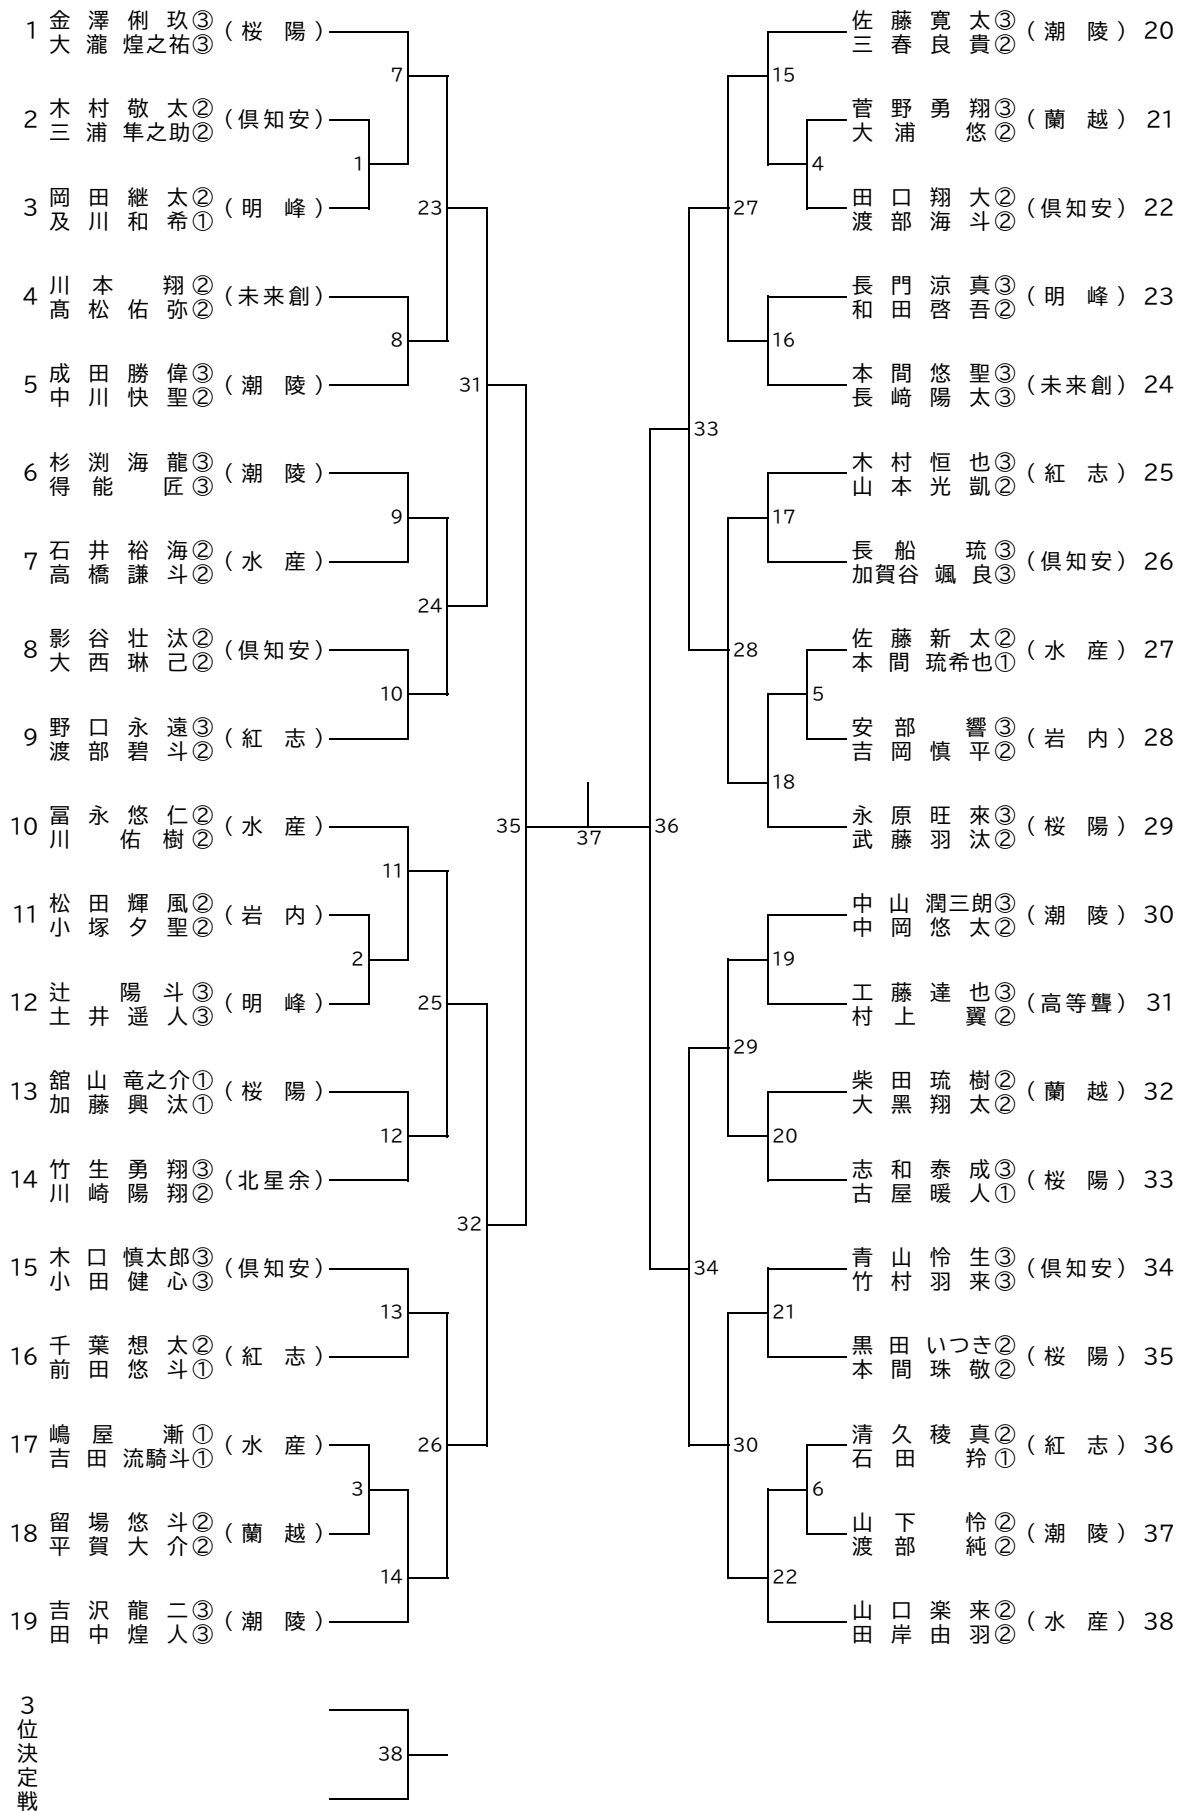 1 金澤俐玖③ (桜陽)
大瀧煌之祐③
2 木村敬太② (倶知安)
三浦隼之助②
3 岡田継太② (明峰)
及川和希①
4 川本翔② (未来創)
髙松佑弥②
5 成田勝偉③ (潮陵)
中川快聖②
6 杉渕海龍③ (潮陵)
得能匠③
7 石井裕海② (水産)
高橋謙斗②
8 影谷壮汰② (倶知安)
大西琳己②
9 野口永遠③ (紅志)
渡部碧斗②
10 冨永悠仁② (水産)
川佑樹②
11 松田輝風② (岩内)
小塚夕聖②
12 辻陽斗③ (明峰)
土井遥人③
13 舘山竜之介① (桜陽)
加藤興汰①
14 竹生勇翔③ (北星余)
川崎陽翔②
15 木口慎太郎③ (倶知安)
小田健心③
16 千葉想太② (紅志)
前田悠斗①
17 嶋屋漸① (水産)
吉田流騎斗①
18 留場悠斗② (蘭越)
平賀大介②
19 吉沢龍二③ (潮陵)
田中煌人③
7
1
23
8
31
9
24
10
35
11
2
25
12
32
13
26
3
14
37
佐藤寛太③ (潮陵) 20
三春良貴②
菅野勇翔③ (蘭越) 21
大浦悠②
田口翔大② (倶知安) 22
渡部海斗②
長門涼真③ (明峰) 23
和田啓吾②
本間悠聖③ (未来創) 24
長﨑陽太③
木村恒也③ (紅志) 25
山本光凱②
長船琉③ (倶知安) 26
加賀谷颯良③
佐藤新太② (水産) 27
本間琉希也①
安部響③ (岩内) 28
吉岡慎平②
永原旺來③ (桜陽) 29
武藤羽汰②
中山潤三朗③ (潮陵) 30
中岡悠太②
工藤達也③ (高等聾) 31
村上翼②
柴田琉樹② (蘭越) 32
大黒翔太②
志和泰成③ (桜陽) 33
古屋暖人①
青山怜生③ (倶知安) 34
竹村羽来③
黒田いつき② (桜陽) 35
本間珠敬②
清久稜真② (紅志) 36
石田羚①
山下怜② (潮陵) 37
渡部純②
山口楽来② (水産) 38
田岸由羽②
15
4
27
16
33
17
28
5
18
36
19
29
20
34
21
30
6
22
3位決定戦
38